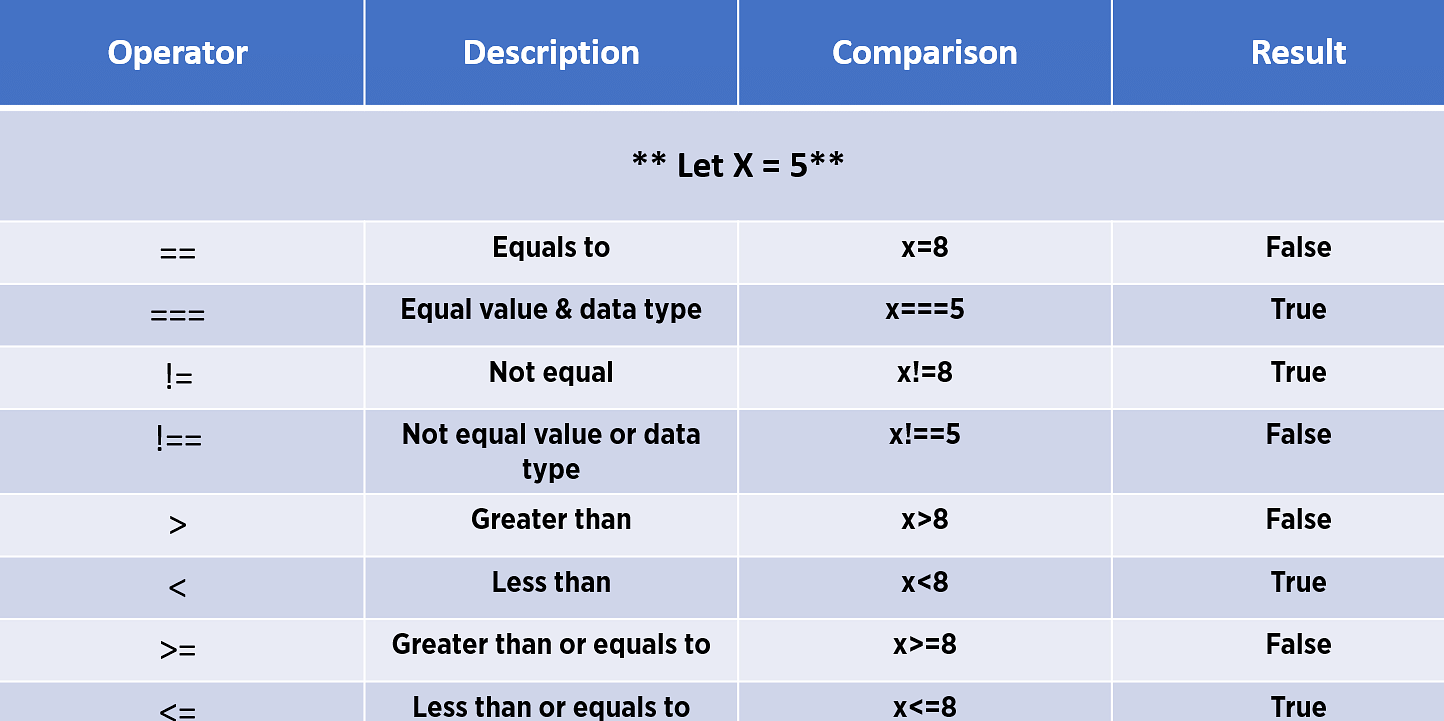 Operator Description Comparison Result
** Let X = 5**
== Equals to x=8 False
=== Equal value & data type x===5 True
!= Not equal x!=8 True
!== Not equal value or data x!==5 False
type
> Greater than x>8 False
< Less than x<8 True
>= Greater than or equals to x>=8 False
<= Less than or equals to x<=8 True